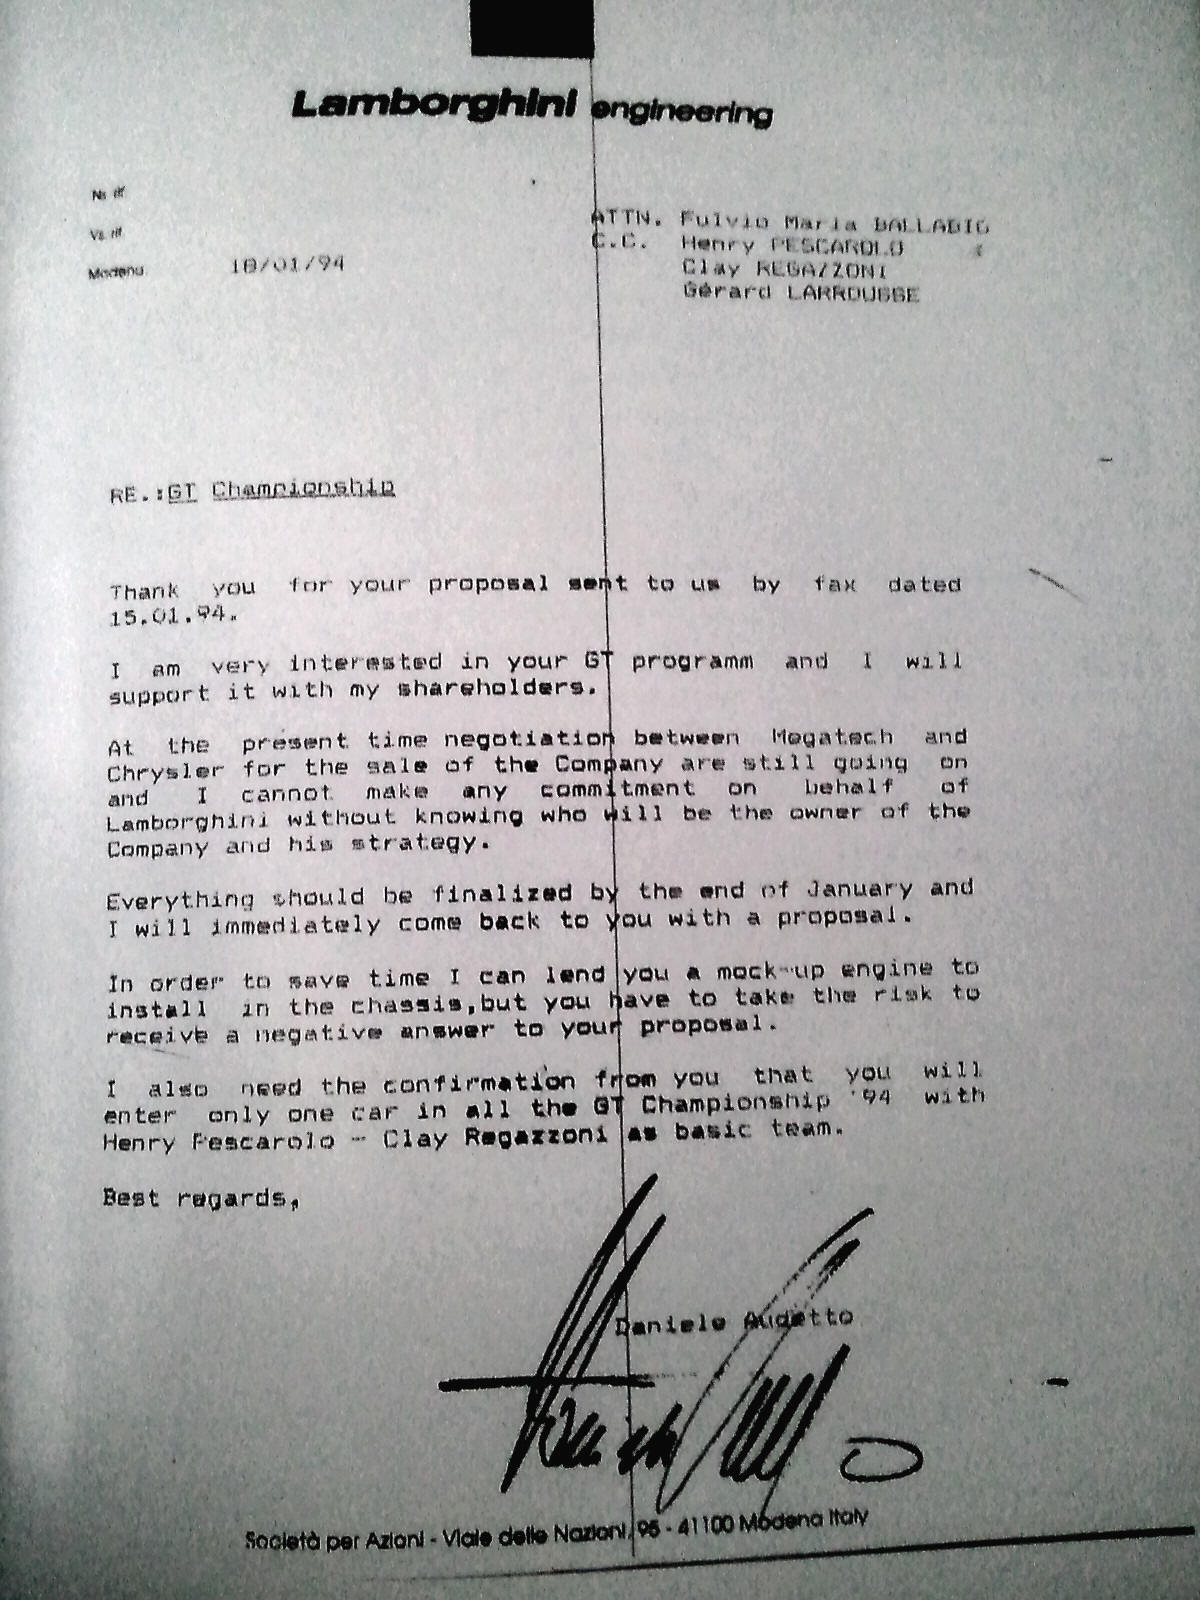 Lamborghini engineering
Ns. rif
Vs. rif
Modena 18/01/94
ATTN. Fulvio Maria BALLABIO
C.C. Henry PESCAROLO
Clay REGAZZONI
Gérard LARROUSSE
RE.:GT Championship
Thank you for your proposal sent to us by fax dated
15.01.94.
I am very interested in your GT programm and I will
support it with my shareholders.
At the present time negotiation between Megatech and
Chrysler for the sale of the Company are still going on
and I cannot make any commitment on behalf of
Lamborghini without knowing who will be the owner of the
Company and his strategy.
Everything should be finalized by the end of January and
I will immediately come back to you with a proposal.
In order to save time I can lend you a mock-up engine to
install in the chassis,but you have to take the risk to
receive a negative answer to your proposal.
I also need the confirmation from you that you will
enter only one car in all the GT Championship '94 with
Henry Pescarolo - Clay Regazzoni as basic team.
Best regards,
Daniele Audetto
Società per Azioni - Viale delle Nazioni, 95 - 41100 Modena Italy